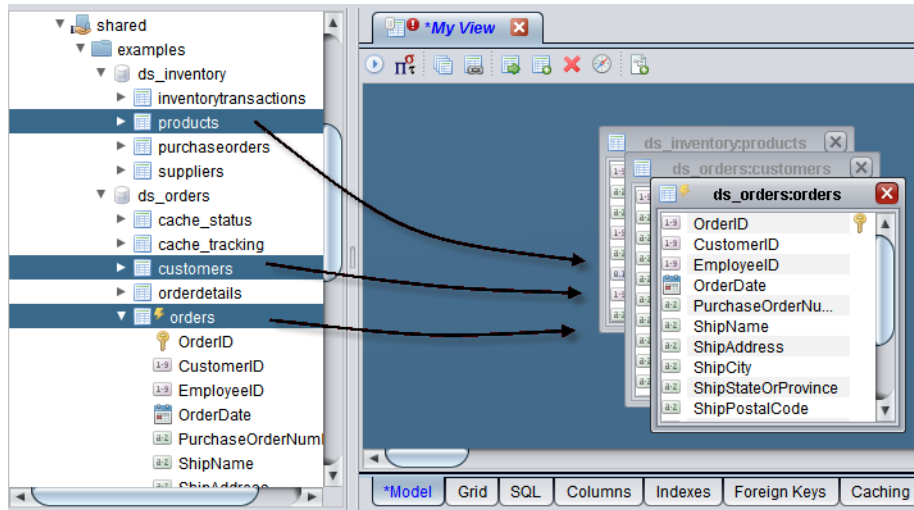 shared
examples
ds_inventory
inventorytransactions
products
purchaseorders
suppliers
ds_orders
cache_status
cache_tracking
customers
orderdetails
orders
OrderID
CustomerID
EmployeeID
OrderDate
PurchaseOrderNuml
ShipName
ShipAddress
*My View
ds_inventory:products
ds_orders:customers
ds_orders:orders
OrderID
CustomerID
EmployeeID
OrderDate
PurchaseOrderNu...
ShipName
ShipAddress
ShipCity
ShipStateOrProvince
ShipPostalCode
*Model Grid SQL Columns Indexes Foreign Keys Caching